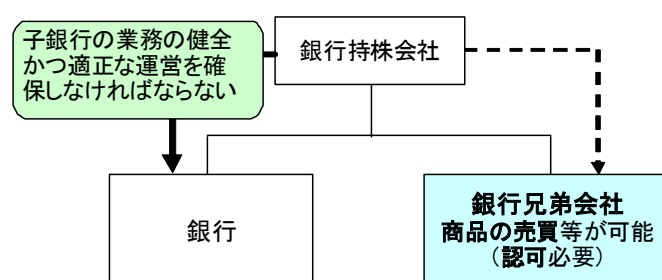 子銀行の業務の健全
かつ適正な運営を確
保しなければならない
銀行持株会社
銀行
銀行兄弟会社
商品の売買等が可能
（認可必要）